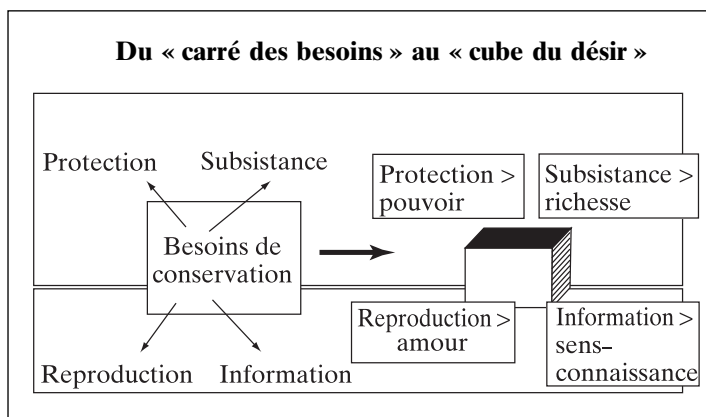 Du « carré des besoins » au « cube du désir »
Protection
Subsistance
Besoins de
conservation
Reproduction
Information
Protection >
pouvoir
Subsistance >
richesse
Reproduction >
amour
Information >
sens–
connaissance